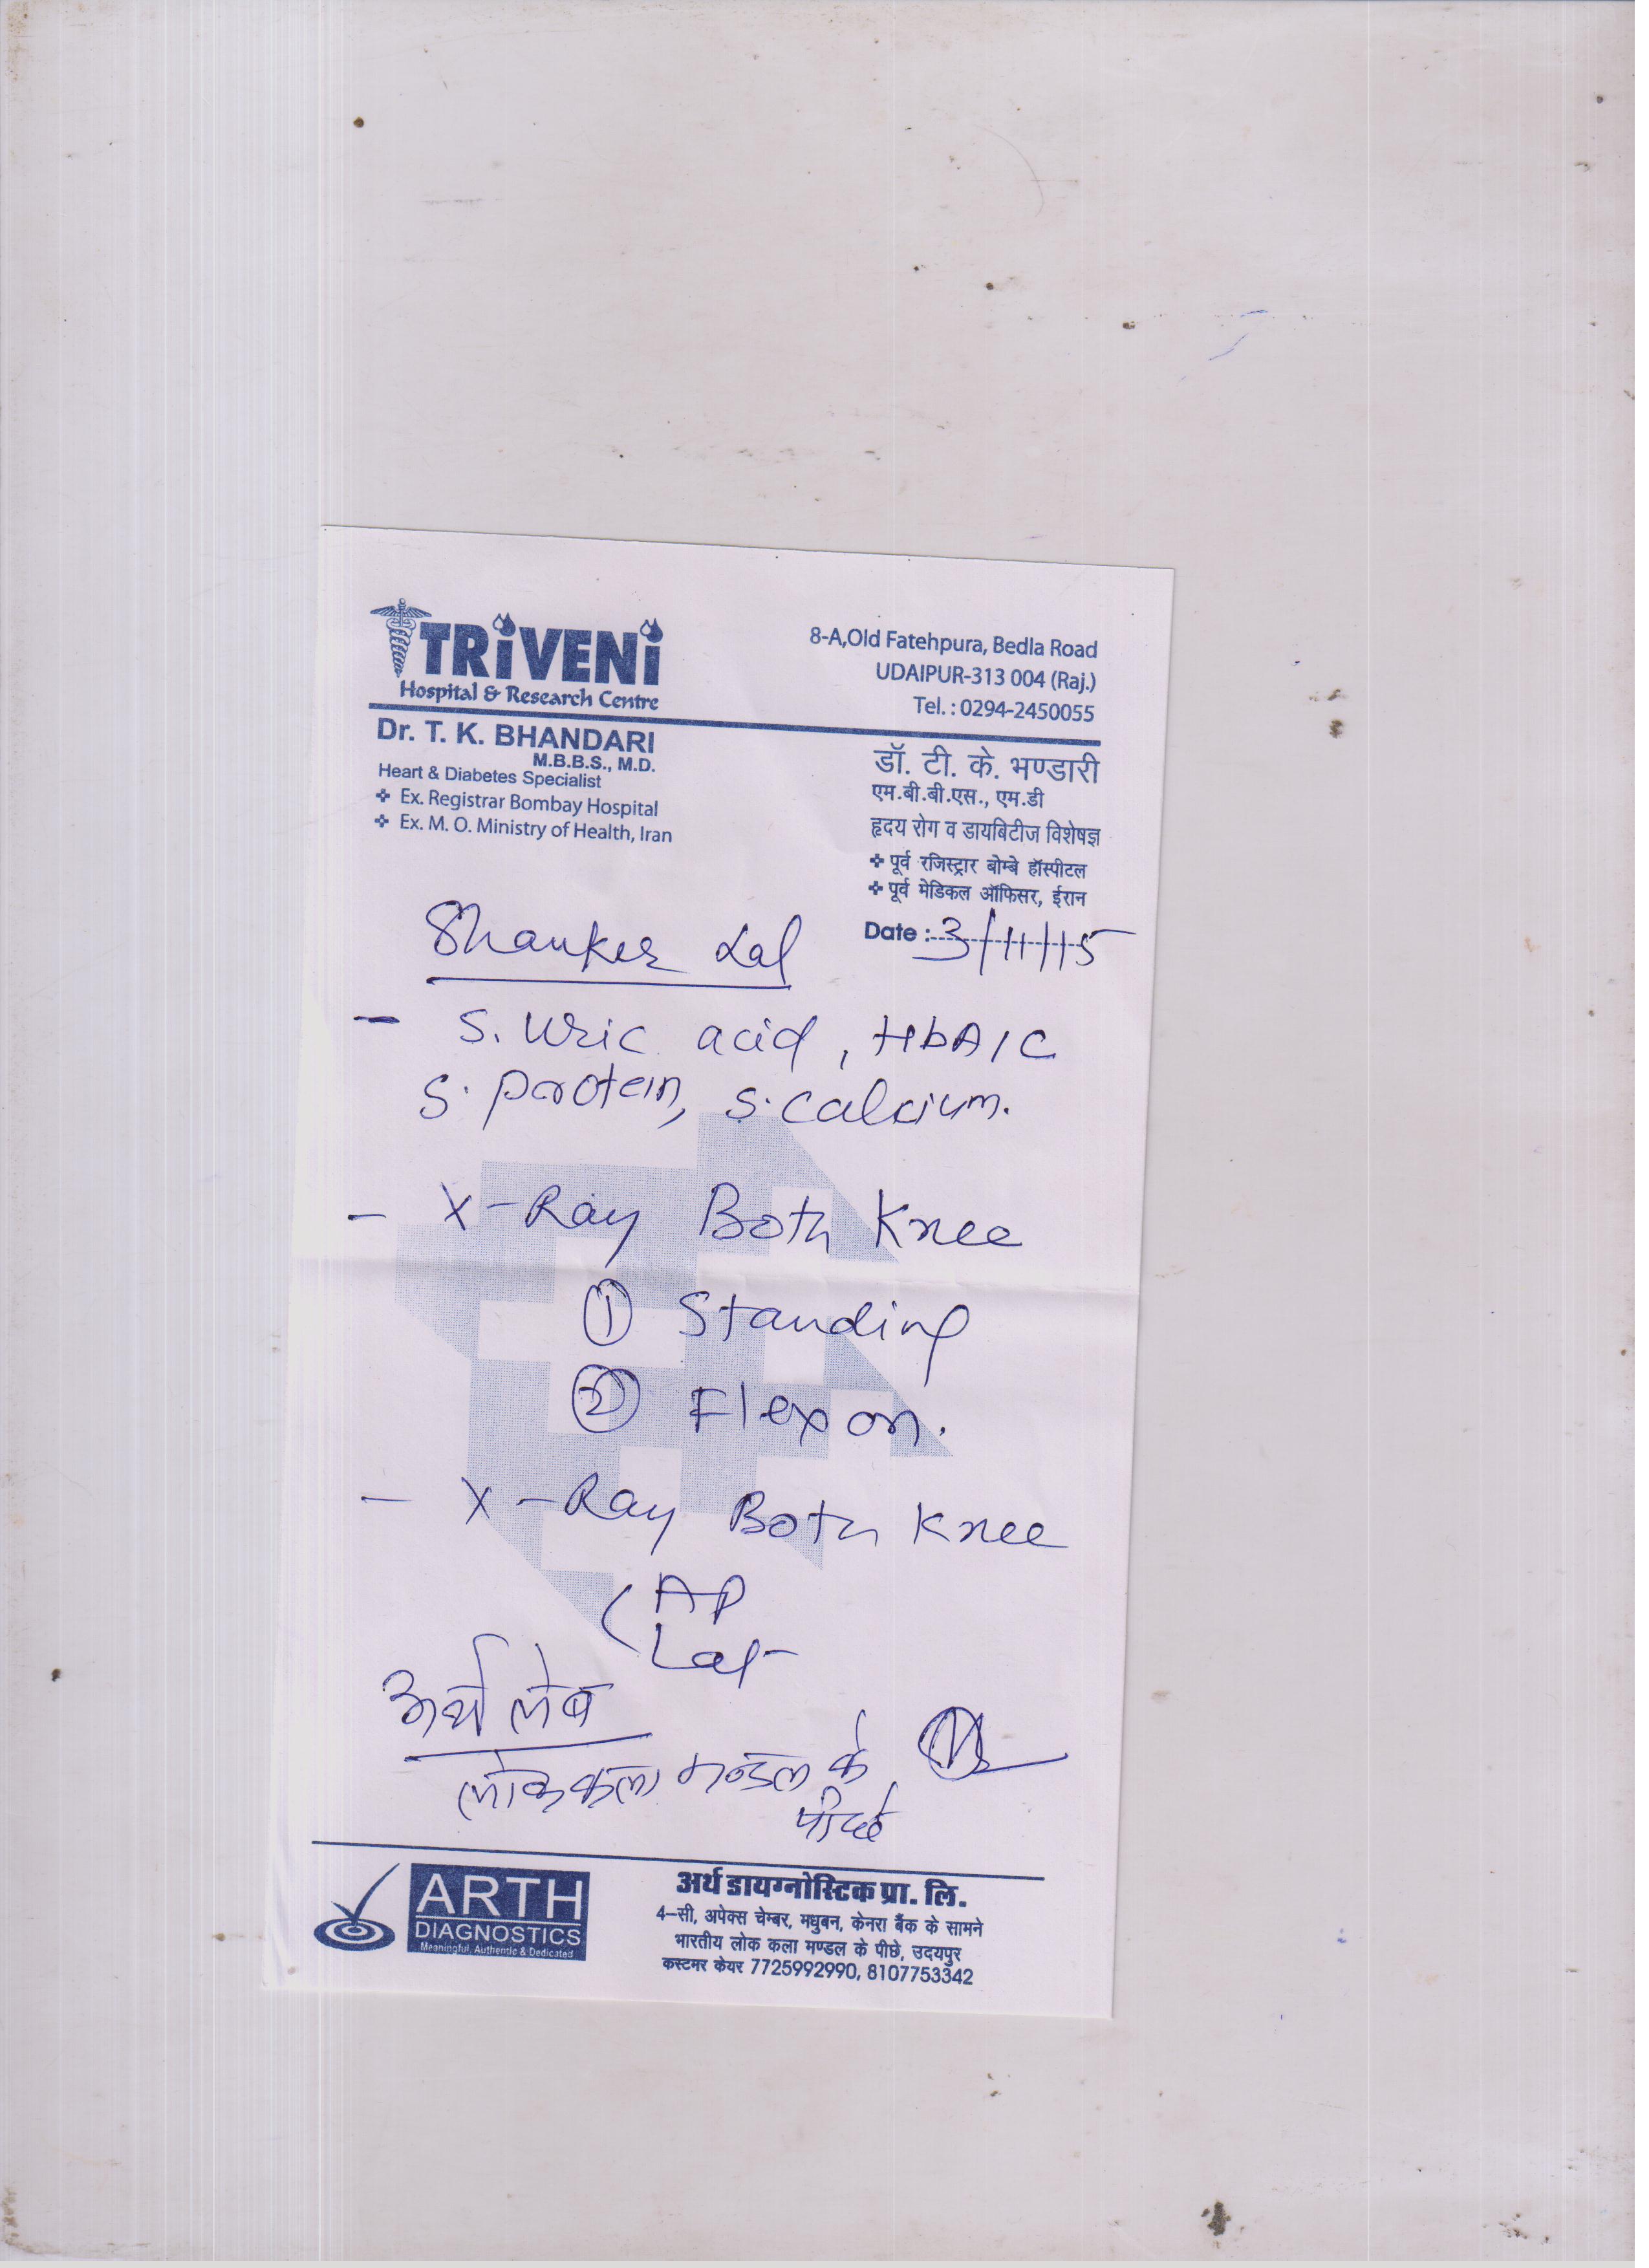 TRiVENi
Hospital & Research Centre
8-A,Old Fatehpura, Bedla Road
UDAIPUR-313 004 (Raj.)
Tel. : 0294-2450055
Dr. T. K. BHANDARI
M.B.B.S., M.D.
Heart & Diabetes Specialist
Ex. Registrar Bombay Hospital
Ex. M. O. Ministry of Health, Iran
डॉ. टी. के. भण्डारी
एम.बी.बी.एस., एम.डी
हृदय रोग व डायबिटीज विशेषज्ञ
पूर्व रजिस्ट्रार बोम्बे हॉस्पीटल
पूर्व मेडिकल ऑफिसर, ईरान
Date : 3/11/15
Shanker Lal
- S. Uric acid, HbA1C
S. Protein, S. Calcium.
- X-Ray Both Knee
① Standing
② Flexon.
- X-Ray Both Knee
( AP
Lat
अर्थ लेब
लोककला मन्डल के
पीछे
ARTH
DIAGNOSTICS
Meaningful, Authentic & Dedicated
अर्थ डायग्नोस्टिक प्रा. लि.
4-सी, अपेक्स चेम्बर, मधुबन, केनरा बैंक के सामने
भारतीय लोक कला मण्डल के पीछे, उदयपुर
कस्टमर केयर 7725992990, 8107753342